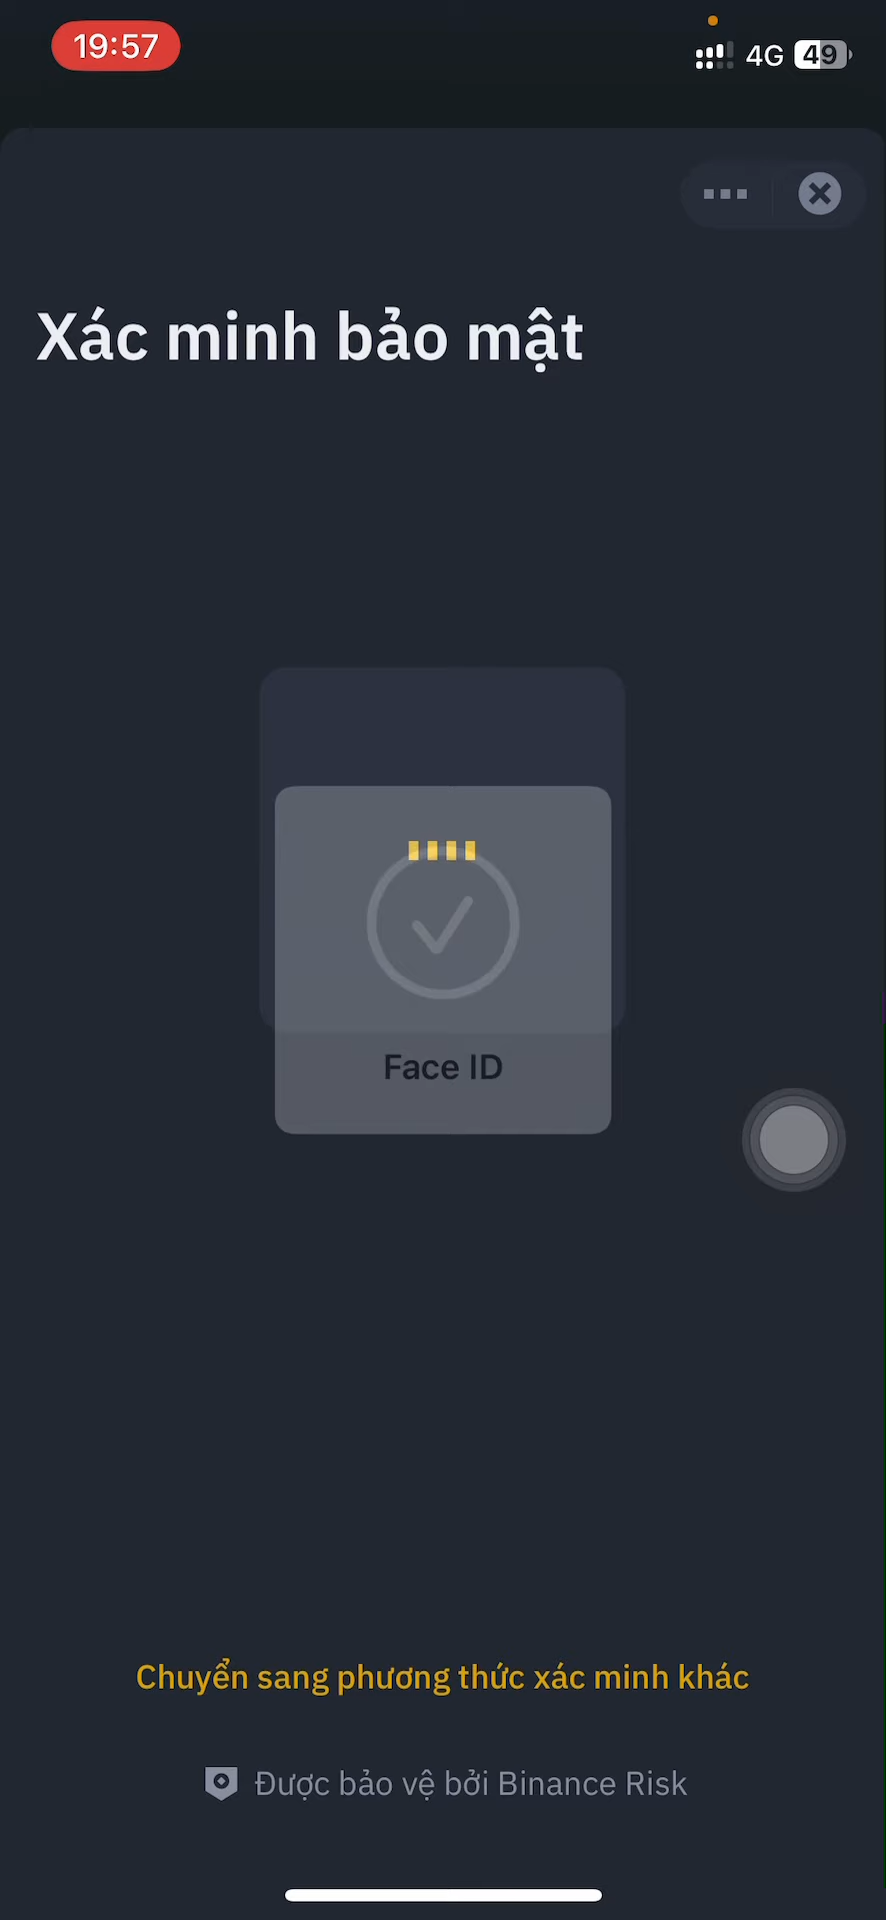 19:57
4G
49
Xác minh bảo mật
Face ID
Chuyển sang phương thức xác minh khác
Được bảo vệ bởi Binance Risk